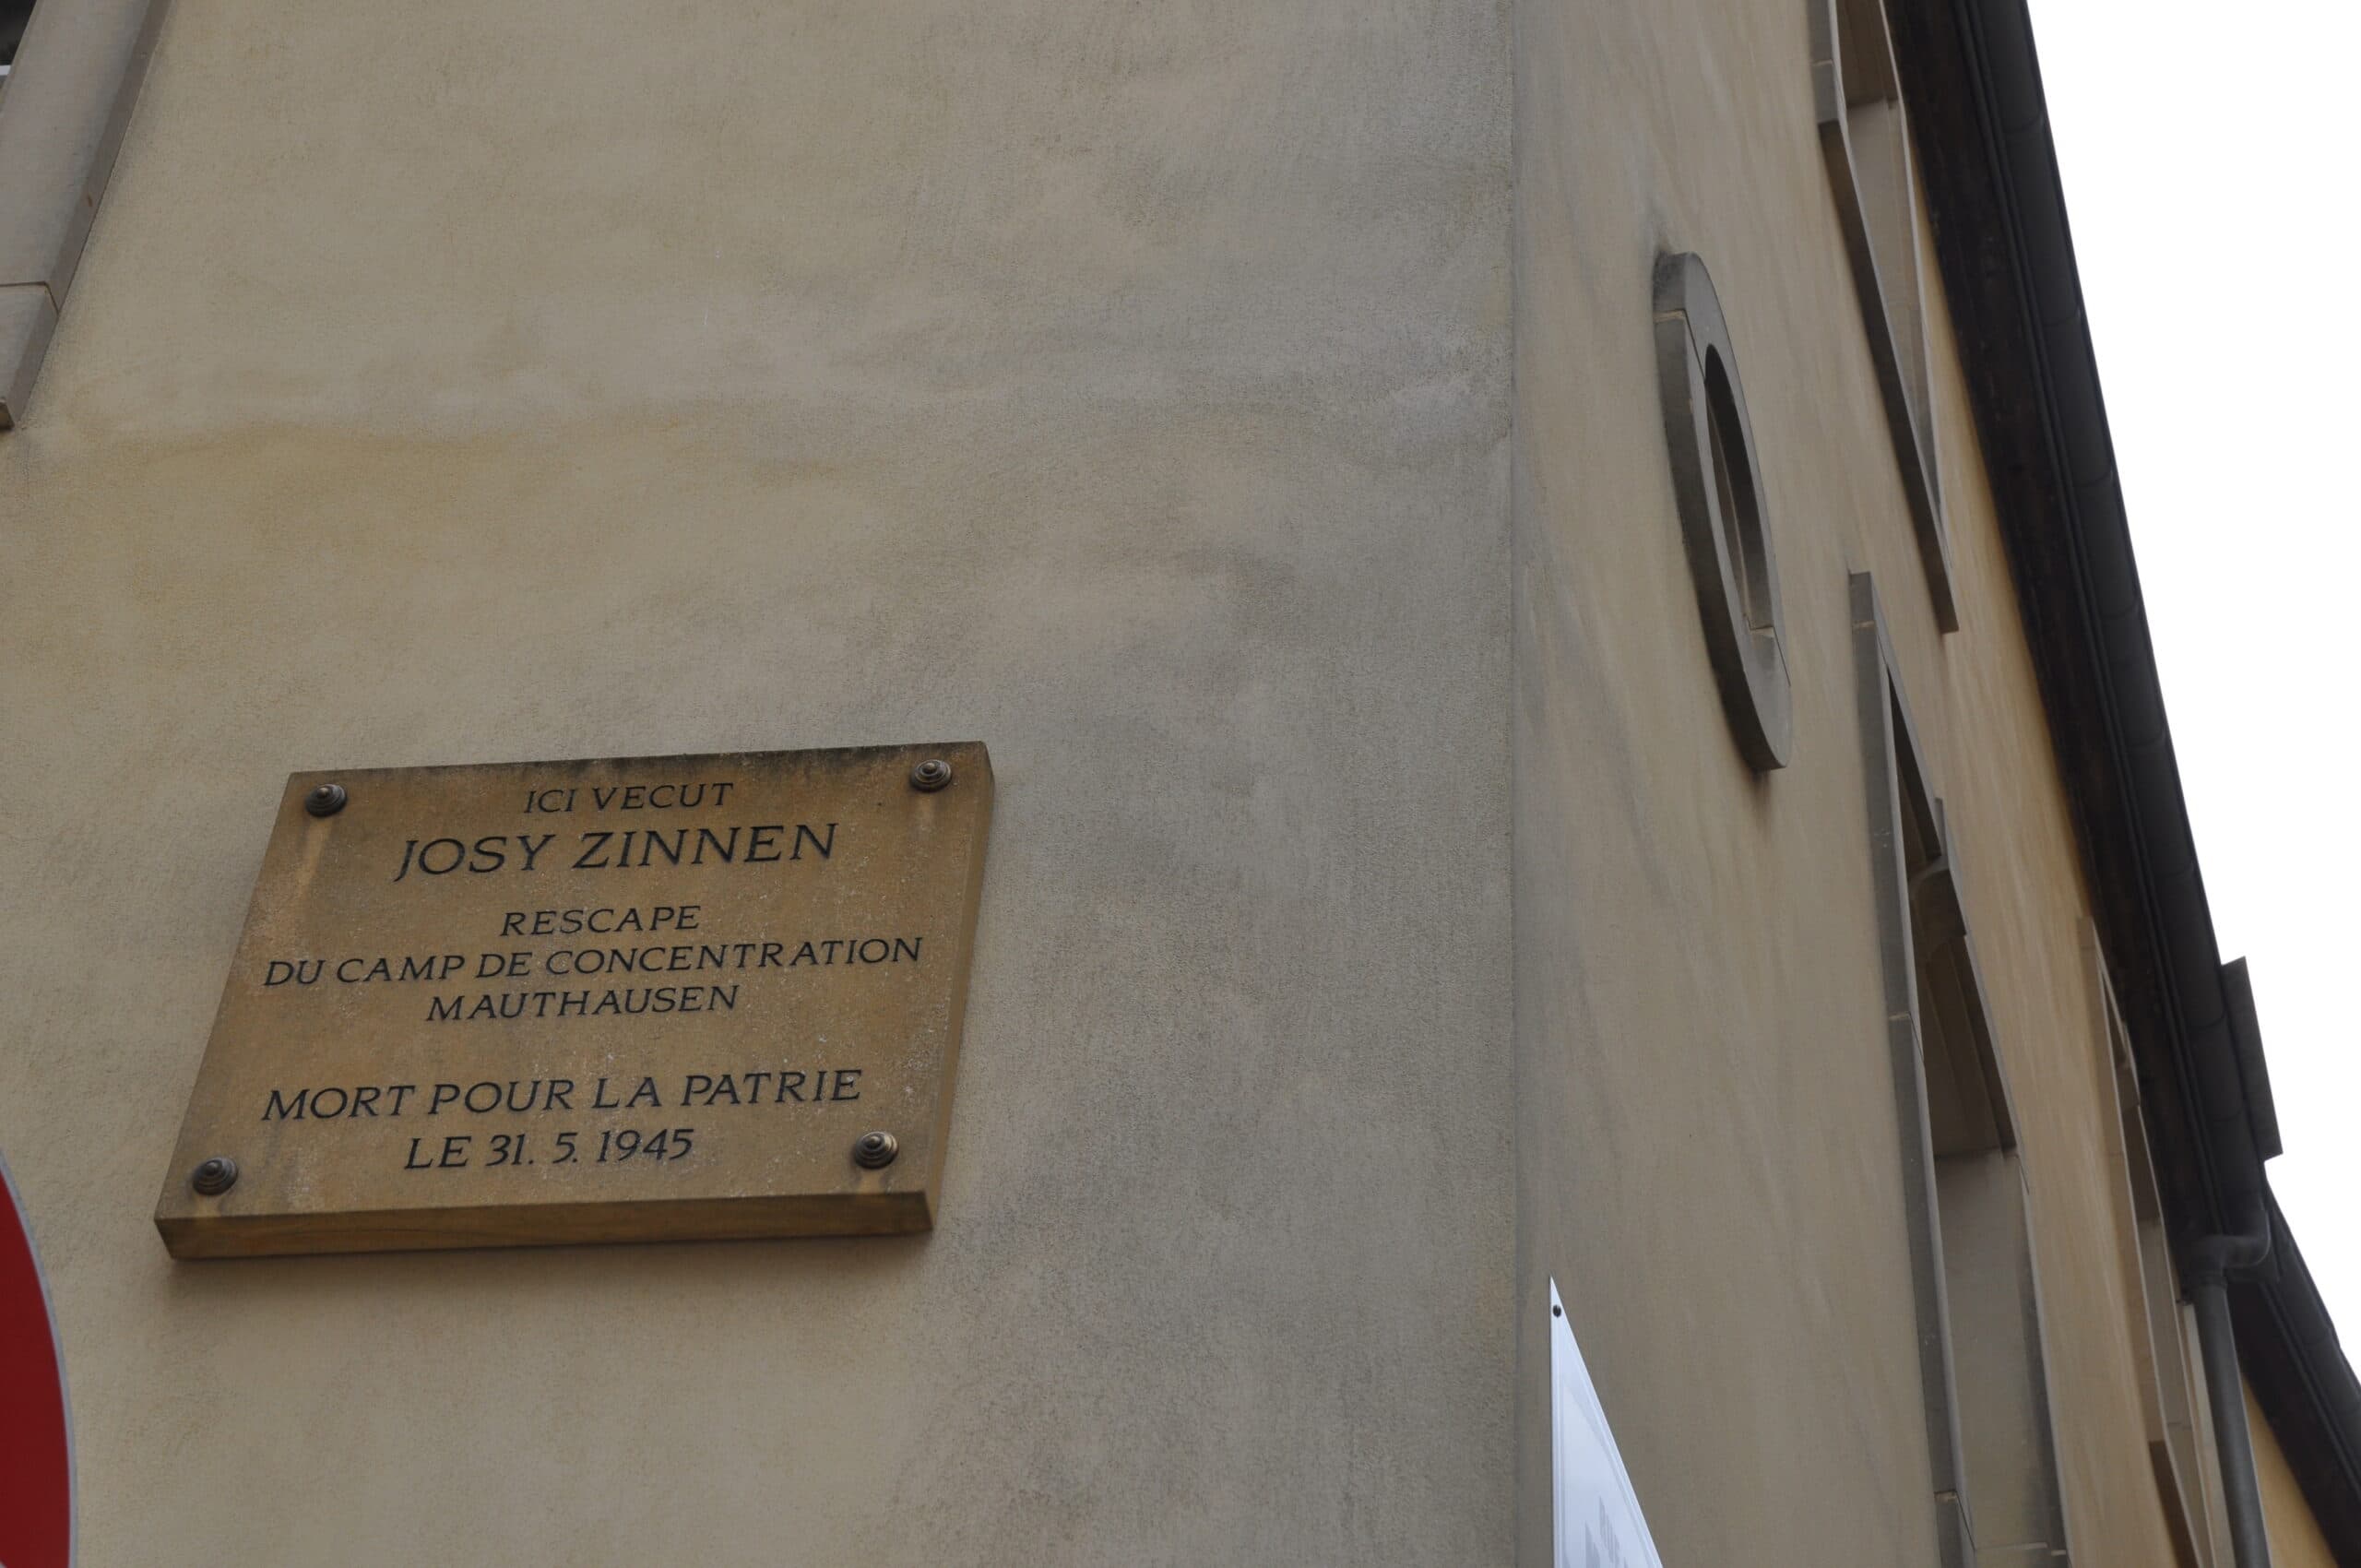 ICI VECUT
JOSY ZINNEN
RESCAPE
DU CAMP DE CONCENTRATION
MAUTHAUSEN
MORT POUR LA PATRIE
LE 31. 5. 1945